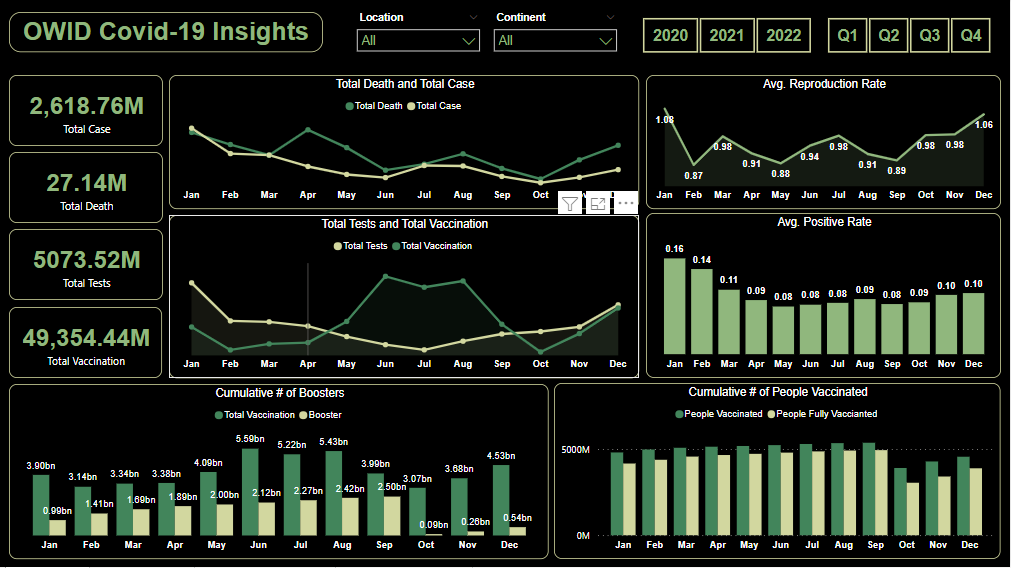 OWID Covid-19 Insights
Location
All
Continent
All
2020 2021 2022
Q1 Q2 Q3 Q4
2,618.76M
Total Case
27.14M
Total Death
5073.52M
Total Tests
49,354.44M
Total Vaccination
Total Death and Total Case
Total Death Total Case
Jan Feb Mar Apr May Jun Jul Aug Sep Oct Nov Dec
Avg. Reproduction Rate
1.08 0.87 0.98 0.91 0.88 0.94 0.98 0.91 0.89 0.98 0.98 1.06
Jan Feb Mar Apr May Jun Jul Aug Sep Oct Nov Dec
Total Tests and Total Vaccination
Total Tests Total Vaccination
Jan Feb Mar Apr May Jun Jul Aug Sep Oct Nov Dec
Avg. Positive Rate
0.16 0.14 0.11 0.09 0.08 0.08 0.08 0.09 0.08 0.09 0.10 0.10
Jan Feb Mar Apr May Jun Jul Aug Sep Oct Nov Dec
Cumulative # of Boosters
Total Vaccination Booster
3.90bn 3.14bn 3.34bn 3.38bn 4.09bn 5.59bn 5.22bn 5.43bn 3.99bn 3.07bn 3.68bn 4.53bn
0.99bn 1.41bn 1.69bn 1.89bn 2.00bn 2.12bn 2.27bn 2.42bn 2.50bn 0.09bn 0.26bn 0.54bn
Jan Feb Mar Apr May Jun Jul Aug Sep Oct Nov Dec
Cumulative # of People Vaccinated
People Vaccinated People Fully Vaccianted
5000M
0M
Jan Feb Mar Apr May Jun Jul Aug Sep Oct Nov Dec